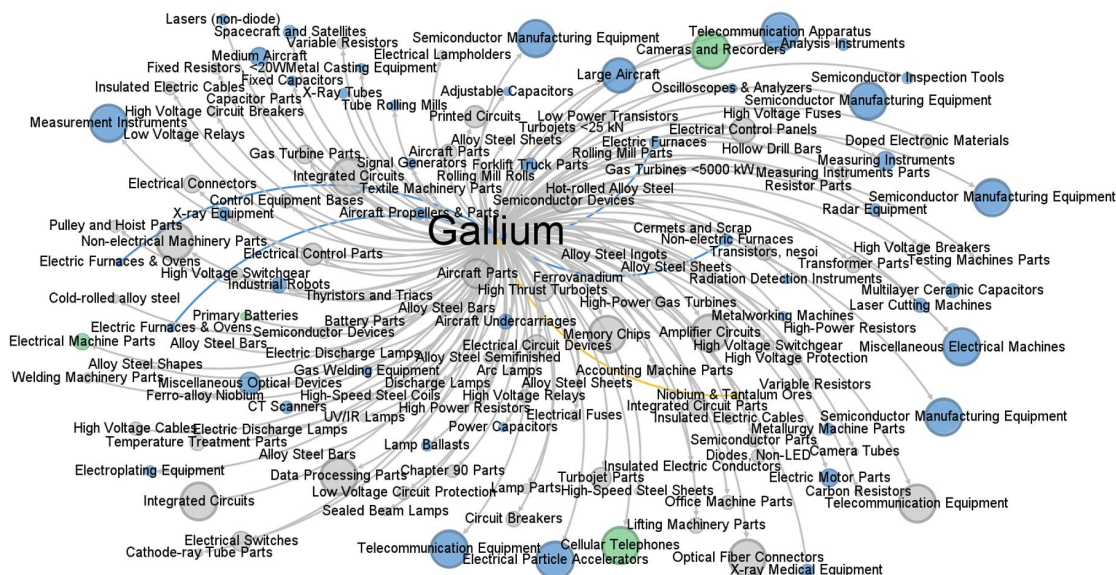 Lasers (non-diode)
Spacecraft and Satellites
Variable Resistors
Semiconductor Manufacturing Equipment
Telecommunication Apparatus
Cameras and Recorders
Analysis Instruments
Medium Aircraft
Electrical Lampholders
Fixed Resistors, <20W
Metal Casting Equipment
Large Aircraft
Semiconductor Inspection Tools
Fixed Capacitors
Insulated Electric Cables
X-Ray Tubes
Adjustable Capacitors
Oscilloscopes & Analyzers
Semiconductor Manufacturing Equipment
Capacitor Parts
Tube Rolling Mills
High Voltage Circuit Breakers
Printed Circuits
Low Power Transistors
High Voltage Fuses
Measurement Instruments
Turbojets <25 kN
Electrical Control Panels
Low Voltage Relays
Alloy Steel Sheets
Electric Furnaces
Doped Electronic Materials
Gas Turbine Parts
Aircraft Parts
Rolling Mill Parts
Hollow Drill Bars
Signal Generators
Forklift Truck Parts
Measuring Instruments
Integrated Circuits
Rolling Mill Rolls
Gas Turbines <5000 kW
Measuring Instruments Parts
Electrical Connectors
Textile Machinery Parts
Hot-rolled Alloy Steel
Resistor Parts
Control Equipment Bases
Semiconductor Devices
Semiconductor Manufacturing Equipment
X-ray Equipment
Aircraft Propellers & Parts
Radar Equipment
Pulley and Hoist Parts
Gallium
Cermets and Scrap
Non-electrical Machinery Parts
Non-electric Furnaces
Electrical Control Parts
Alloy Steel Ingots
Transistors, nesoi
High Voltage Breakers
Electric Furnaces & Ovens
Alloy Steel Sheets
Transformer Parts
Testing Machines Parts
High Voltage Switchgear
Aircraft Parts
Ferrovanadium
Radiation Detection Instruments
Industrial Robots
High Thrust Turbojets
Multilayer Ceramic Capacitors
Cold-rolled alloy steel
Thyristors and Triacs
High-Power Gas Turbines
Laser Cutting Machines
Alloy Steel Bars
Primary Batteries
Battery Parts
Aircraft Undercarriages
Metalworking Machines
Electric Furnaces & Ovens
Semiconductor Devices
Memory Chips
Amplifier Circuits
High-Power Resistors
Electrical Machine Parts
Alloy Steel Bars
Electrical Circuit Devices
High Voltage Switchgear
Miscellaneous Electrical Machines
Electric Discharge Lamps
Alloy Steel Semifinished
High Voltage Protection
Alloy Steel Shapes
Gas Welding Equipment
Arc Lamps
Accounting Machine Parts
Welding Machinery Parts
Miscellaneous Optical Devices
Discharge Lamps
Alloy Steel Sheets
Variable Resistors
Ferro-alloy Niobium
High-Speed Steel Coils
High Voltage Relays
Niobium & Tantalum Ores
CT Scanners
High Power Resistors
Integrated Circuit Parts
UV/IR Lamps
Electrical Fuses
Insulated Electric Cables
Semiconductor Manufacturing Equipment
High Voltage Cables
Electric Discharge Lamps
Power Capacitors
Metallurgy Machine Parts
Temperature Treatment Parts
Lamp Ballasts
Semiconductor Parts
Camera Tubes
Alloy Steel Bars
Diodes, Non-LED
Electroplating Equipment
Data Processing Parts
Chapter 90 Parts
Insulated Electric Conductors
Turbojet Parts
Electric Motor Parts
Low Voltage Circuit Protection
Lamp Parts
High-Speed Steel Sheets
Carbon Resistors
Integrated Circuits
Office Machine Parts
Telecommunication Equipment
Sealed Beam Lamps
Circuit Breakers
Lifting Machinery Parts
Electrical Switches
Cathode-ray Tube Parts
Telecommunication Equipment
Cellular Telephones
Electrical Particle Accelerators
Optical Fiber Connectors
X-ray Medical Equipment